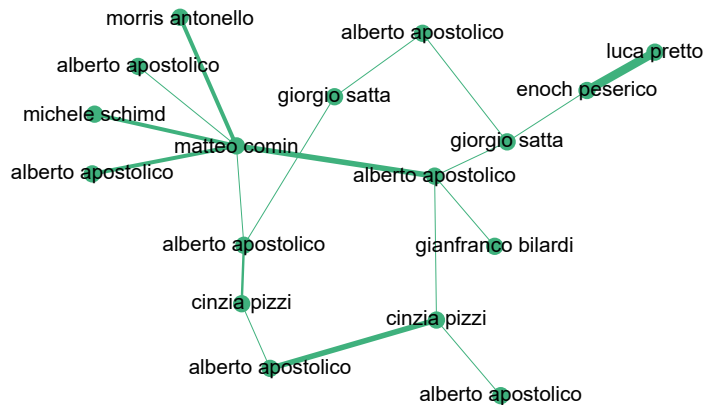 morris antonello
alberto apostolico
luca pretto
alberto apostolico
enoch peserico
giorgio satta
michele schimd
giorgio satta
matteo comin
alberto apostolico
alberto apostolico
alberto apostolico
gianfranco bilardi
cinzia pizzi
cinzia pizzi
alberto apostolico
alberto apostolico